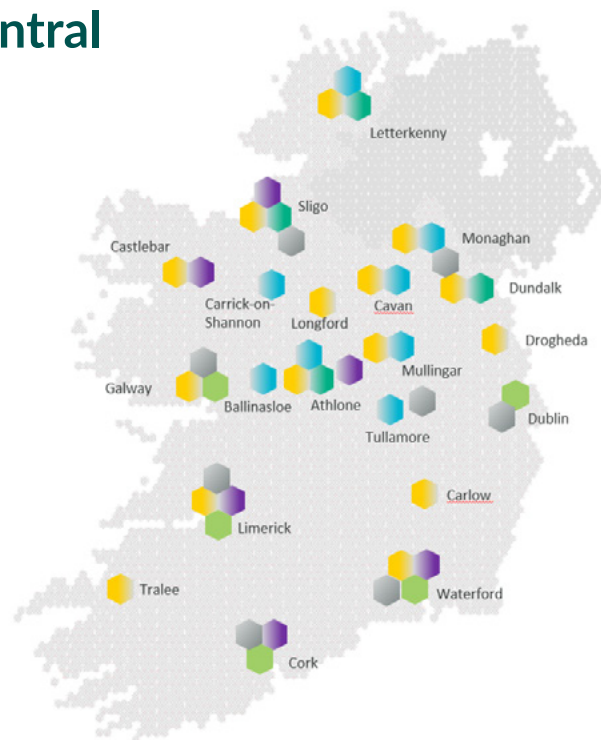 ntral
Letterkenny
Sligo
Monaghan
Castlebar
Dundalk
Carrick-on-
Shannon
Cavan
Longford
Drogheda
Mullingar
Galway
Ballinasloe
Athlone
Dublin
Tullamore
Carlow
Limerick
Tralee
Waterford
Cork